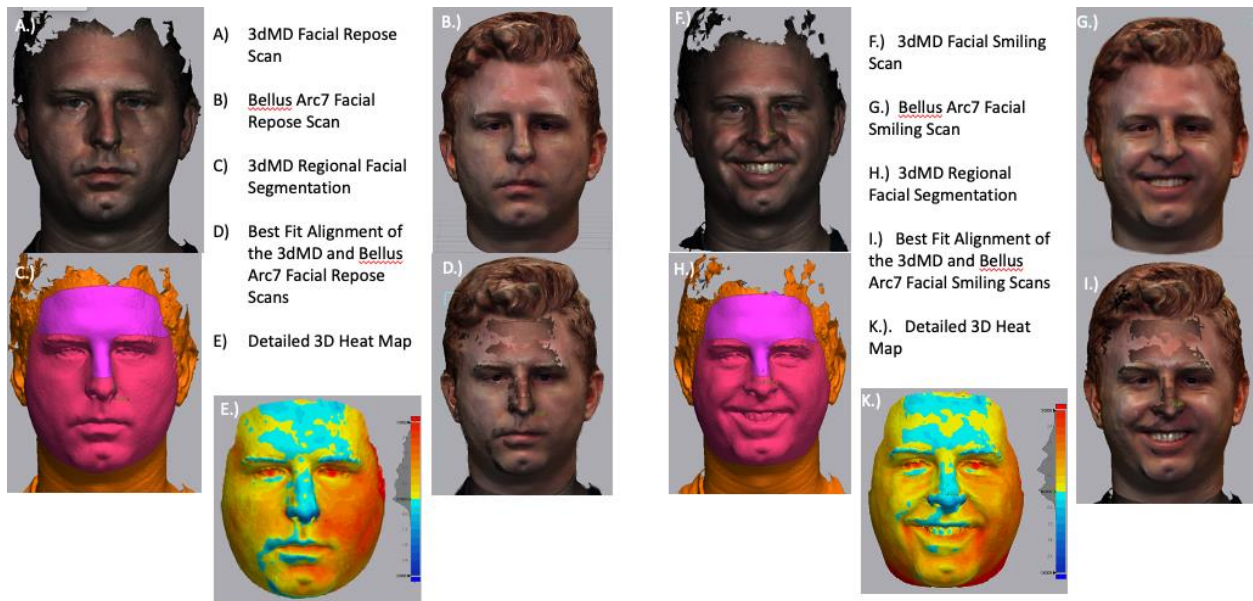 A.)
A) 3dMD Facial Repose
Scan
B) Bellus Arc7 Facial
Repose Scan
C) 3dMD Regional Facial
Segmentation
D) Best Fit Alignment of
the 3dMD and Bellus
Arc7 Facial Repose
Scans
E) Detailed 3D Heat Map
B.)
C.)
D.)
E.)
F.)
F.) 3dMD Facial Smiling
Scan
G.) Bellus Arc7 Facial
Smiling Scan
H.) 3dMD Regional
Facial Segmentation
I.) Best Fit Alignment of
the 3dMD and Bellus
Arc7 Facial Smiling Scans
K.). Detailed 3D Heat
Map
G.)
H.)
I.)
K.)